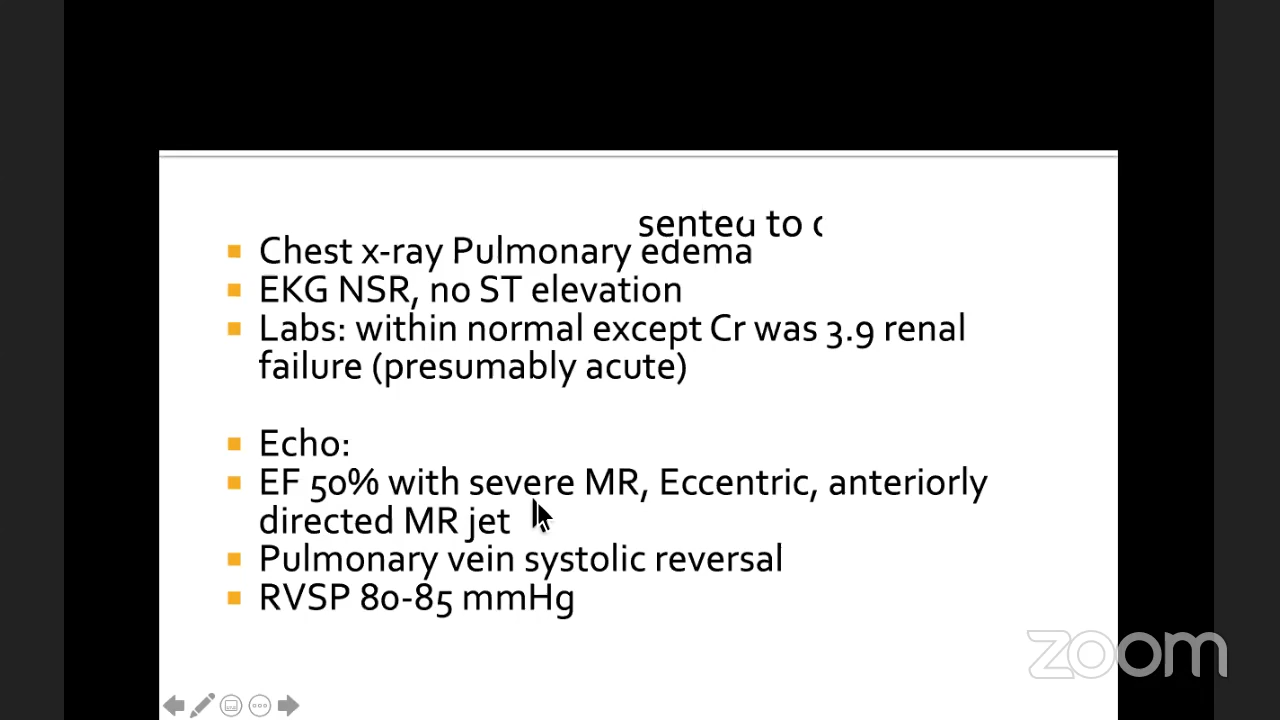 sented to
Chest x-ray Pulmonary edema
EKG NSR, no ST elevation
Labs: within normal except Cr was 3.9 renal
failure (presumably acute)
Echo:
EF 50% with severe MR, Eccentric, anteriorly
directed MR jet
Pulmonary vein systolic reversal
RVSP 80-85 mmHg
zoom